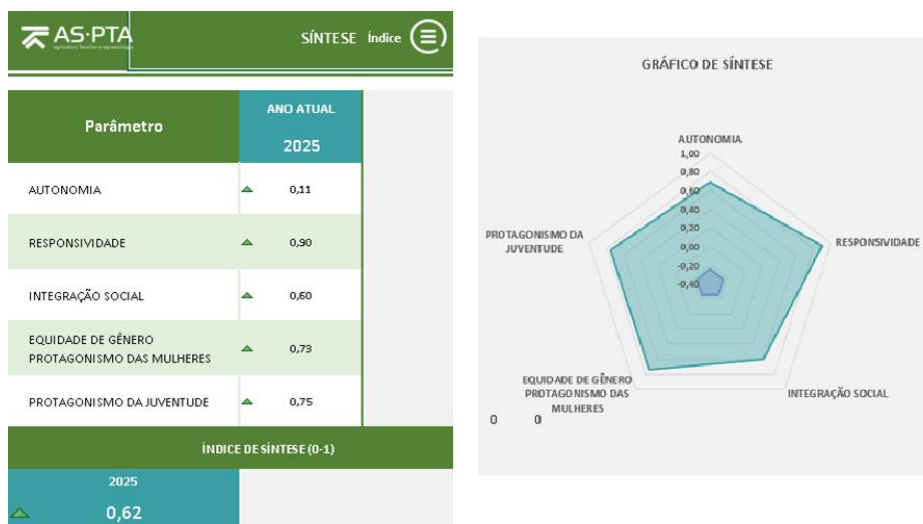 AS·PTA
agricultura familiar e agroecologia
SÍNTESE Índice
Parâmetro
ANO ATUAL
2025
AUTONOMIA
0,11
RESPONSIVIDADE
0,90
INTEGRAÇÃO SOCIAL
0,60
EQUIDADE DE GÊNERO
PROTAGONISMO DAS MULHERES
0,73
PROTAGONISMO DA JUVENTUDE
0,75
ÍNDICE DE SÍNTESE (0-1)
2025
0,62
GRÁFICO DE SÍNTESE
AUTONOMIA
1,00
0,80
0,60
0,40
0,20
0,00
-0,20
-0,40
RESPONSIVIDADE
INTEGRAÇÃO SOCIAL
EQUIDADE DE GÊNERO
PROTAGONISMO DAS
MULHERES
PROTAGONISMO DA
JUVENTUDE
0 0